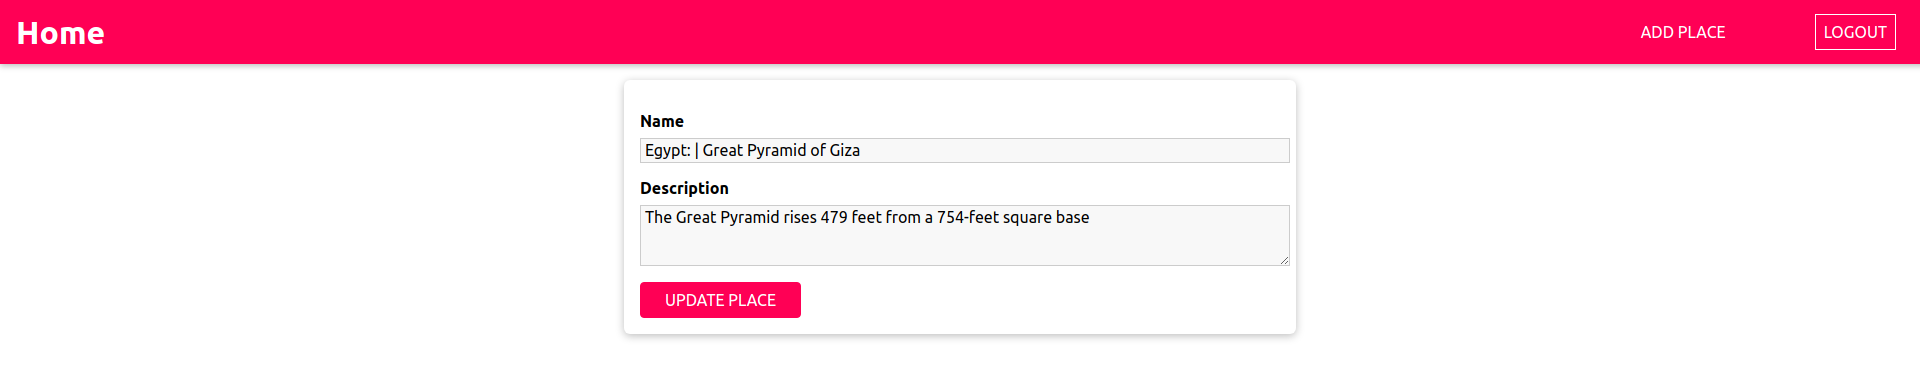 Home
ADD PLACE
LOGOUT
Name
Egypt: | Great Pyramid of Giza
Description
The Great Pyramid rises 479 feet from a 754-feet square base
UPDATE PLACE